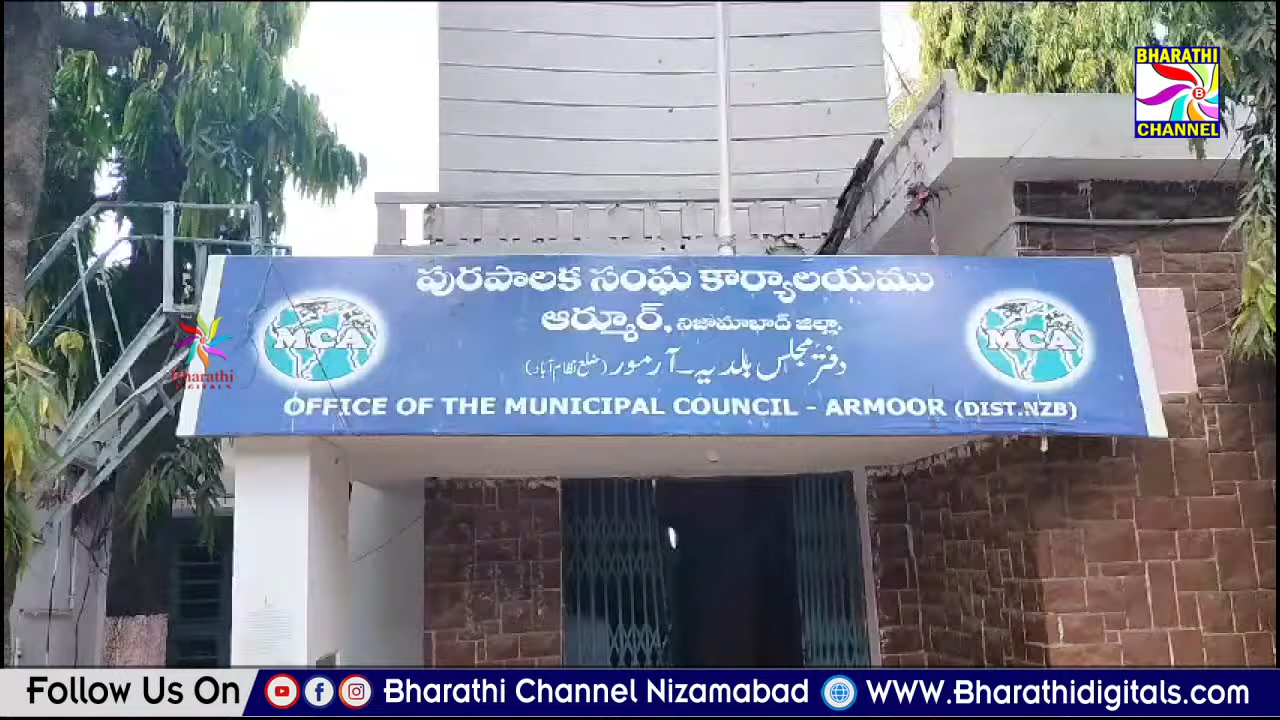 BHARATHI
B
CHANNEL
పురపాలక సంఘ కార్యాలయము
ఆర్మూర్, నిజామాబాద్ జిల్లా.
دفتر مجلس بلدیہ ۔ آرمور (ضلع نظام آباد)
MCA
MCA
Bharathi
DIGITALS
OFFICE OF THE MUNICIPAL COUNCIL - ARMOOR (DIST.NZB)
Follow Us On Bharathi Channel Nizamabad WWW.Bharathidigitals.com